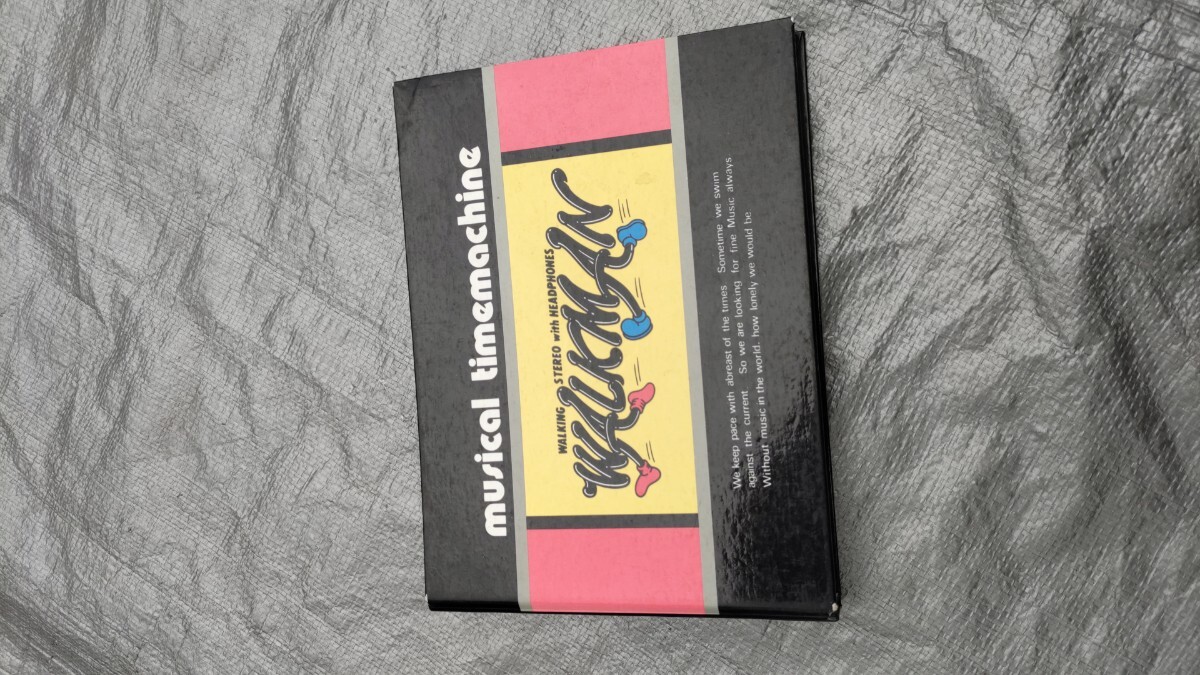 musical timemachine
WALKING STEREO with HEADPHONES
WALKMAN
We keep pace with abreast of the times Sometime we swim
against the current So we are looking for fine Music always
Without music in the world, how lonely we would be